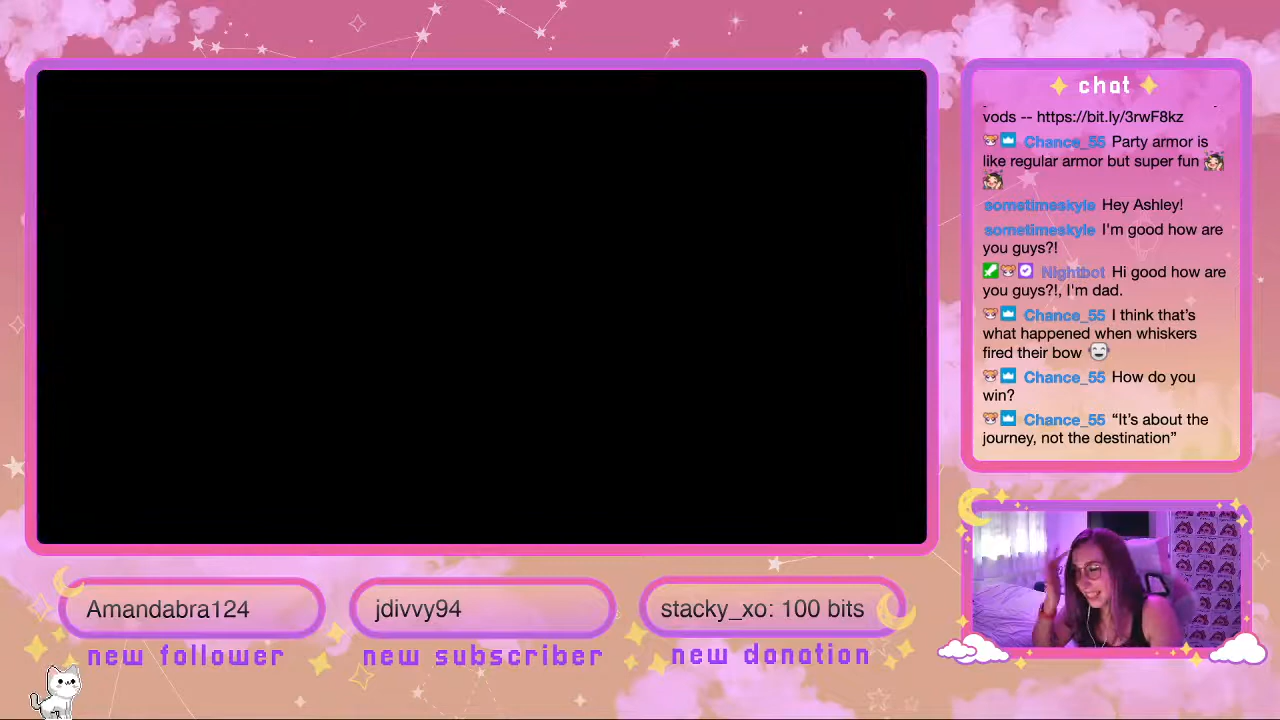 chat
vods -- https://bit.ly/3rwF8kz
Chance_55 Party armor is
like regular armor but super fun
sometimeskyle Hey Ashley!
sometimeskyle I'm good how are
you guys?!
Nightbot Hi good how are
you guys?!, I'm dad.
Chance_55 I think that's
what happened when whiskers
fired their bow
Chance_55 How do you
win?
Chance_55 “It's about the
journey, not the destination”
Amandabra124
jdivvy94
stacky_xo: 100 bits
new follower
new subscriber
new donation